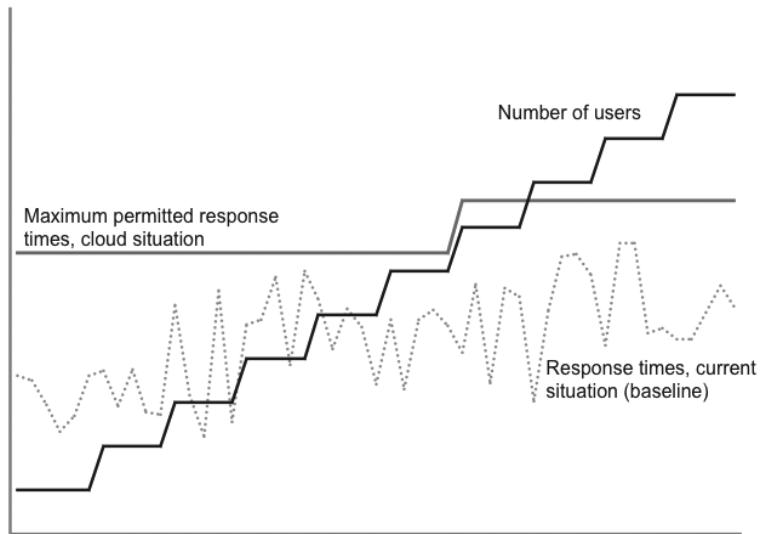 Number of users
Maximum permitted response
times, cloud situation
Response times, current
situation (baseline)